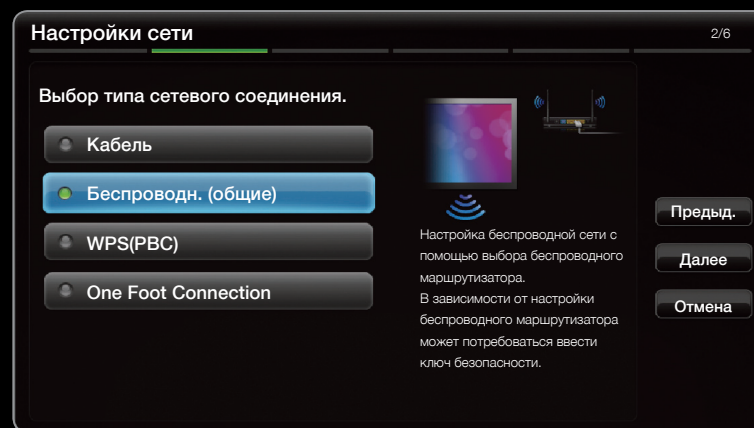 Настройки сети
2/6
Выбор типа сетевого соединения.
Кабель
Беспроводн. (общие)
WPS(PBC)
One Foot Connection
Настройка беспроводной сети с
помощью выбора беспроводного
маршрутизатора.
В зависимости от настройки
беспроводного маршрутизатора
может потребоваться ввести
ключ безопасности.
Предыд.
Далее
Отмена